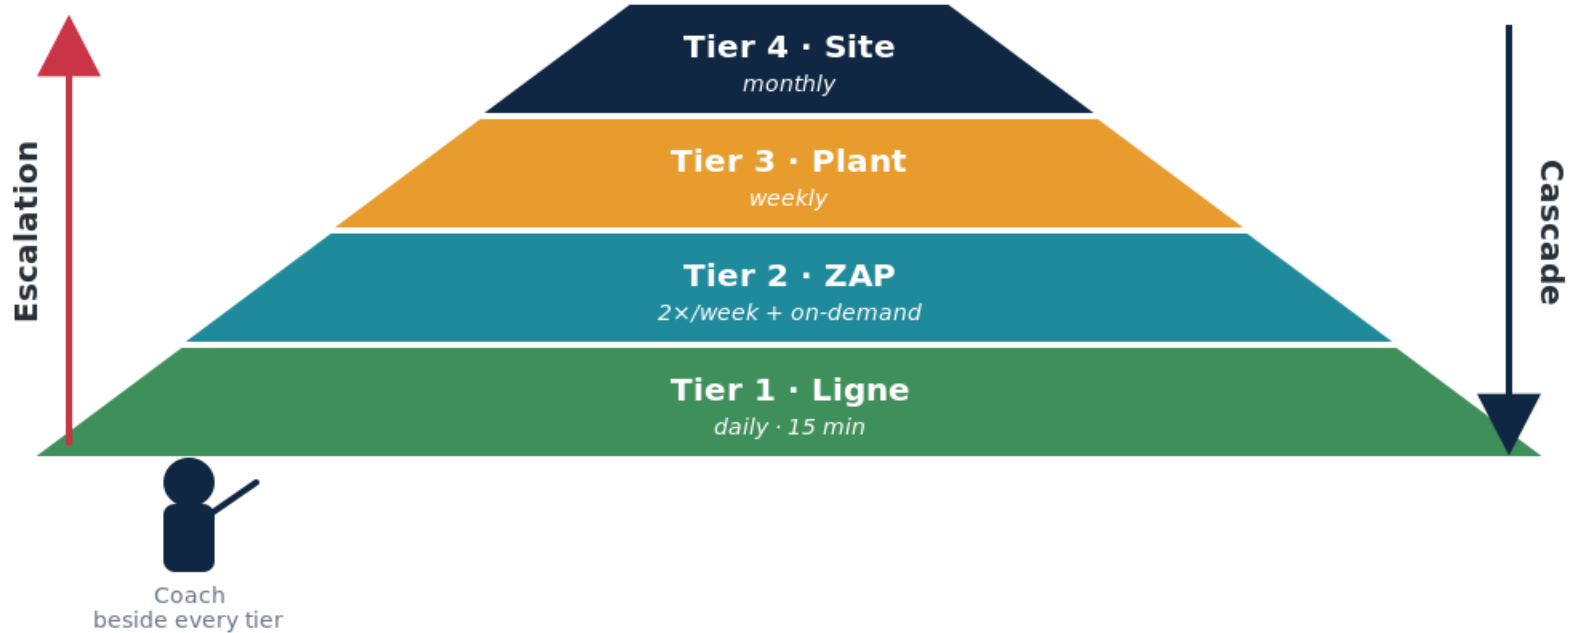 Tier 4 · Site
monthly
Tier 3 · Plant
weekly
Tier 2 · ZAP
2×/week + on-demand
Tier 1 · Ligne
daily · 15 min
Escalation
Cascade
Coach
beside every tier